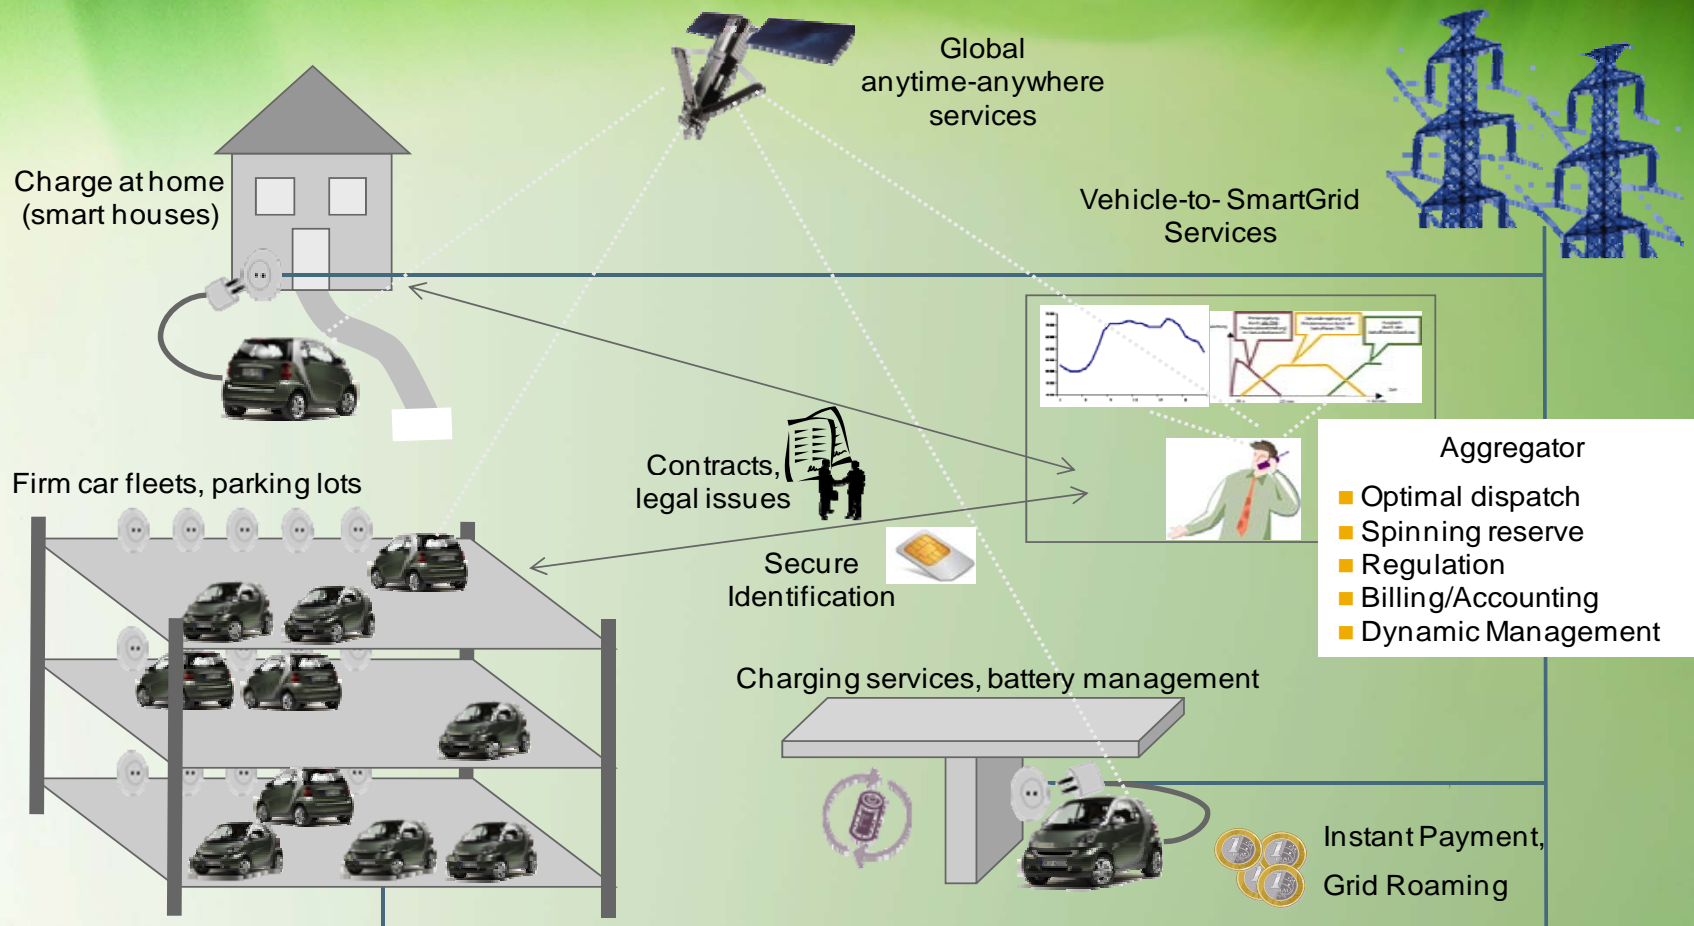 Global
anytime-anywhere
services
Charge at home
(smart houses)
Vehicle-to- SmartGrid
Services
Contracts,
legal issues
Aggregator
Optimal dispatch
Spinning reserve
Regulation
Billing/Accounting
Dynamic Management
Firm car fleets, parking lots
Secure
Identification
Charging services, battery management
Instant Payment,
Grid Roaming